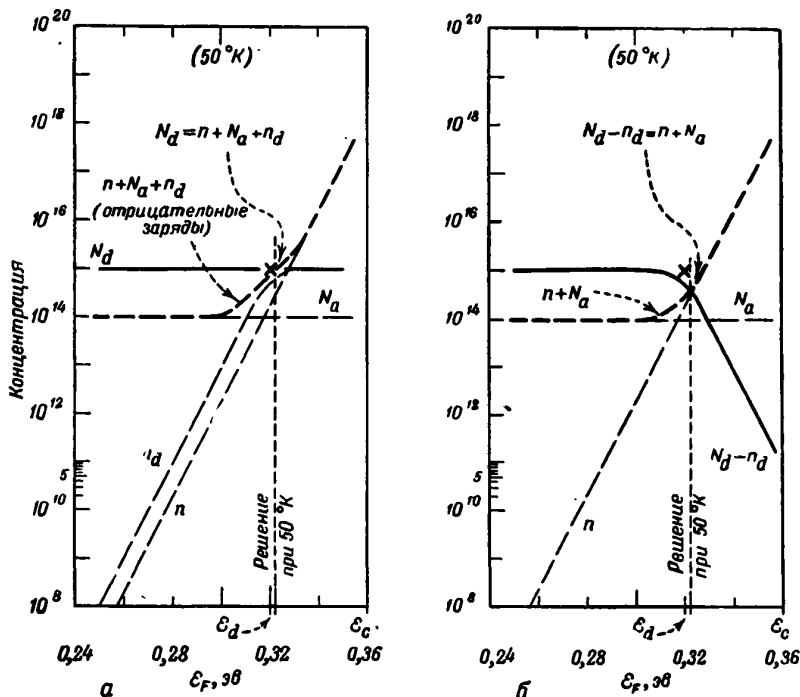 10^20
(50°К)
10^18
N_d = n + N_a + n_d
n + N_a + n_d
(отрицательные
заряды)
10^16
N_d
N_a
10^14
Концентрация
10^12
5
n_d
n
10^10
Решение
при 50°К
10^8
ε_d
ε_c
0,24
0,28
0,32
0,36
ε_F, эв
а
10^20
(50°К)
10^18
N_d - n_d = n + N_a
10^16
n + N_a
N_a
10^14
10^12
N_d - n_d
5
n
10^10
Решение
при 50°К
10^8
ε_d
ε_c
0,24
0,28
0,32
0,36
ε_F, эв
б